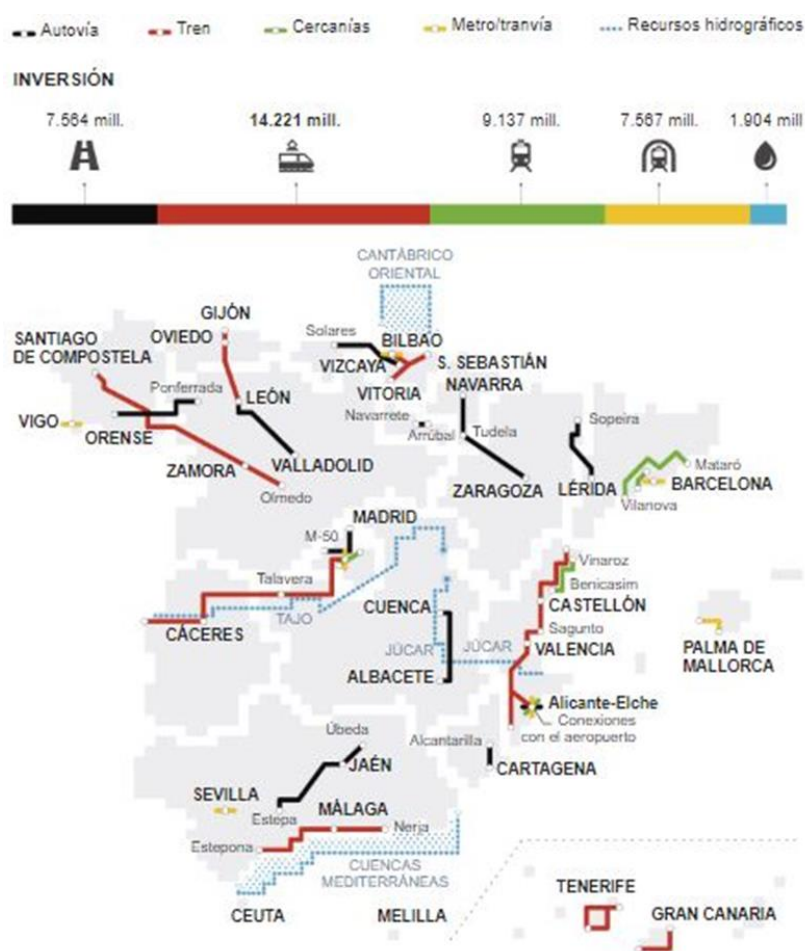 Autovía
Tren
Cercanías
Metro/tranvía
Recursos hidrográficos
INVERSIÓN
7.564 mill.
14.221 mill.
9.137 mill.
7.567 mill.
1.904 mill
CANTÁBRICO
ORIENTAL
GIJÓN
OVIEDO
SANTIAGO
DE COMPOSTELA
Solares
BILBAO
VIZCAYA
S. SEBASTIÁN
NAVARRA
VITORIA
Ponferrada
LEÓN
VIGO
ORENSE
Navarrete
Arrúbal
Tudela
Sopeira
ZAMORA
VALLADOLID
Olmedo
ZARAGOZA
LÉRIDA
Mataró
BARCELONA
Vilanova
MADRID
M-50
Talavera
TAJO
CÁCERES
CUENCA
JÚCAR
JÚCAR
ALBACETE
Vinaroz
Benicasim
CASTELLÓN
Sagunto
VALENCIA
PALMA DE
MALLORCA
Alicante-Elche
Conexiones
con el aeropuerto
Alcantarilla
CARTAGENA
Úbeda
JAÉN
SEVILLA
Estepa
MÁLAGA
Nerja
Estepona
CUENCAS
MEDITERRÁNEAS
CEUTA
MELILLA
TENERIFE
GRAN CANARIA